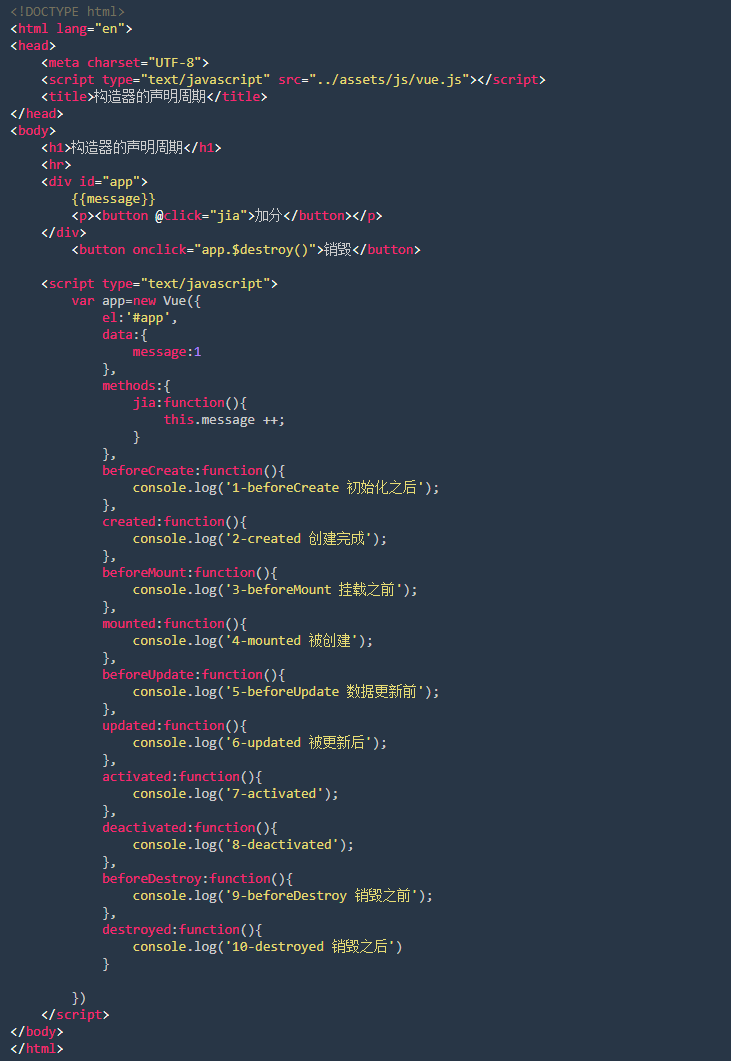 <!DOCTYPE html>
<html lang="en">
<head>
    <meta charset="UTF-8">
    <script type="text/javascript" src="../assets/js/vue.js"></script>
    <title>构造器的声明周期</title>
</head>
<body>
    <h1>构造器的声明周期</h1>
    <hr>
    <div id="app">
        {{message}}
        <p><button @click="jia">加分</button></p>
    </div>
        <button onclick="app.$destroy()">销毁</button>

    <script type="text/javascript">
        var app=new Vue({
            el:'#app',
            data:{
                message:1
            },
            methods:{
                jia:function(){
                    this.message ++;
                }
            },
            beforeCreate:function(){
                console.log('1-beforeCreate 初始化之后');
            },
            created:function(){
                console.log('2-created 创建完成');
            },
            beforeMount:function(){
                console.log('3-beforeMount 挂载之前');
            },
            mounted:function(){
                console.log('4-mounted 被创建');
            },
            beforeUpdate:function(){
                console.log('5-beforeUpdate 数据更新前');
            },
            updated:function(){
                console.log('6-updated 被更新后');
            },
            activated:function(){
                console.log('7-activated');
            },
            deactivated:function(){
                console.log('8-deactivated');
            },
            beforeDestroy:function(){
                console.log('9-beforeDestroy 销毁之前');
            },
            destroyed:function(){
                console.log('10-destroyed 销毁之后')
            }

        })
    </script>
</body>
</html>